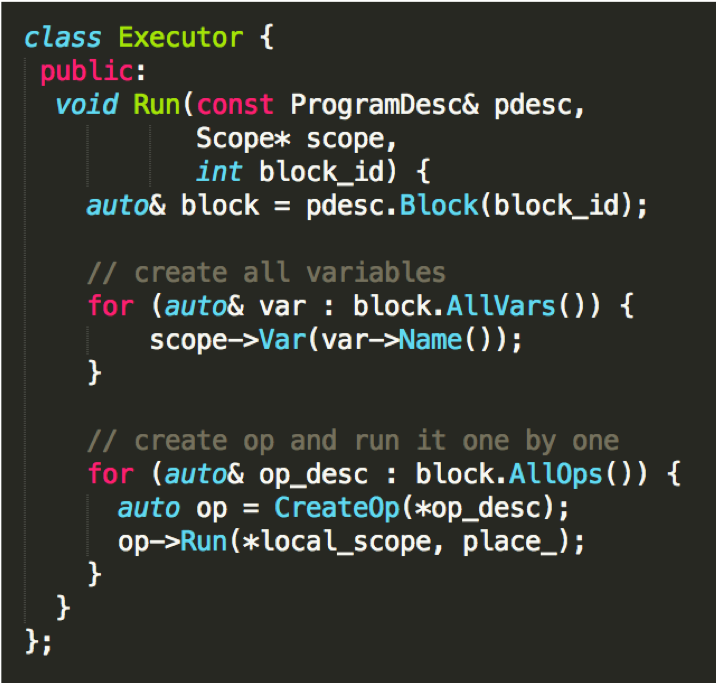 class Executor {
 public:
  void Run(const ProgramDesc& pdesc,
           Scope* scope,
           int block_id) {
    auto& block = pdesc.Block(block_id);

    // create all variables
    for (auto& var : block.AllVars()) {
        scope->Var(var->Name());
    }

    // create op and run it one by one
    for (auto& op_desc : block.AllOps()) {
      auto op = CreateOp(*op_desc);
      op->Run(*local_scope, place_);
    }
  }
};